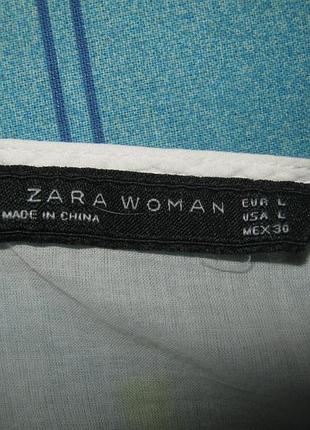 ZARA WOMAN
MADE IN CHINA
EUR L
USA L
MEX 30